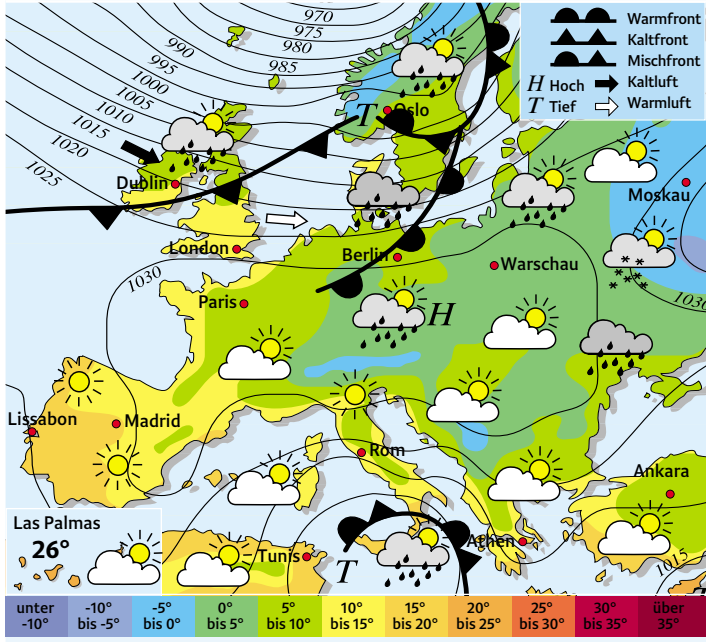 970
975
980
985
990
995
1000
1005
1010
1015
1020
1025
Warmfront
Kaltfront
Mischfront
H Hoch
Kaltluft
T Tief
Warmluft
T
Oslo
Dublin
Moskau
London
Berlin
Warschau
1030
1030
Paris
H
Lissabon
Madrid
Rom
Ankara
Las Palmas
26°
Tunis
T
Athen
1015
unter
-10°
-10°
bis -5°
-5°
bis 0°
0°
bis 5°
5°
bis 10°
10°
bis 15°
15°
bis 20°
20°
bis 25°
25°
bis 30°
30°
bis 35°
über
35°